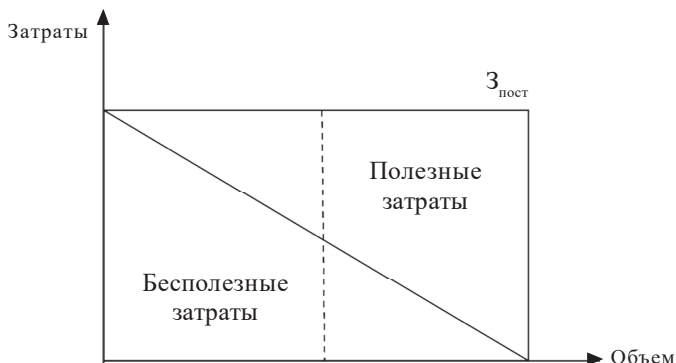 Затраты
Зпост
Полезные
затраты
Бесполезные
затраты
Объем